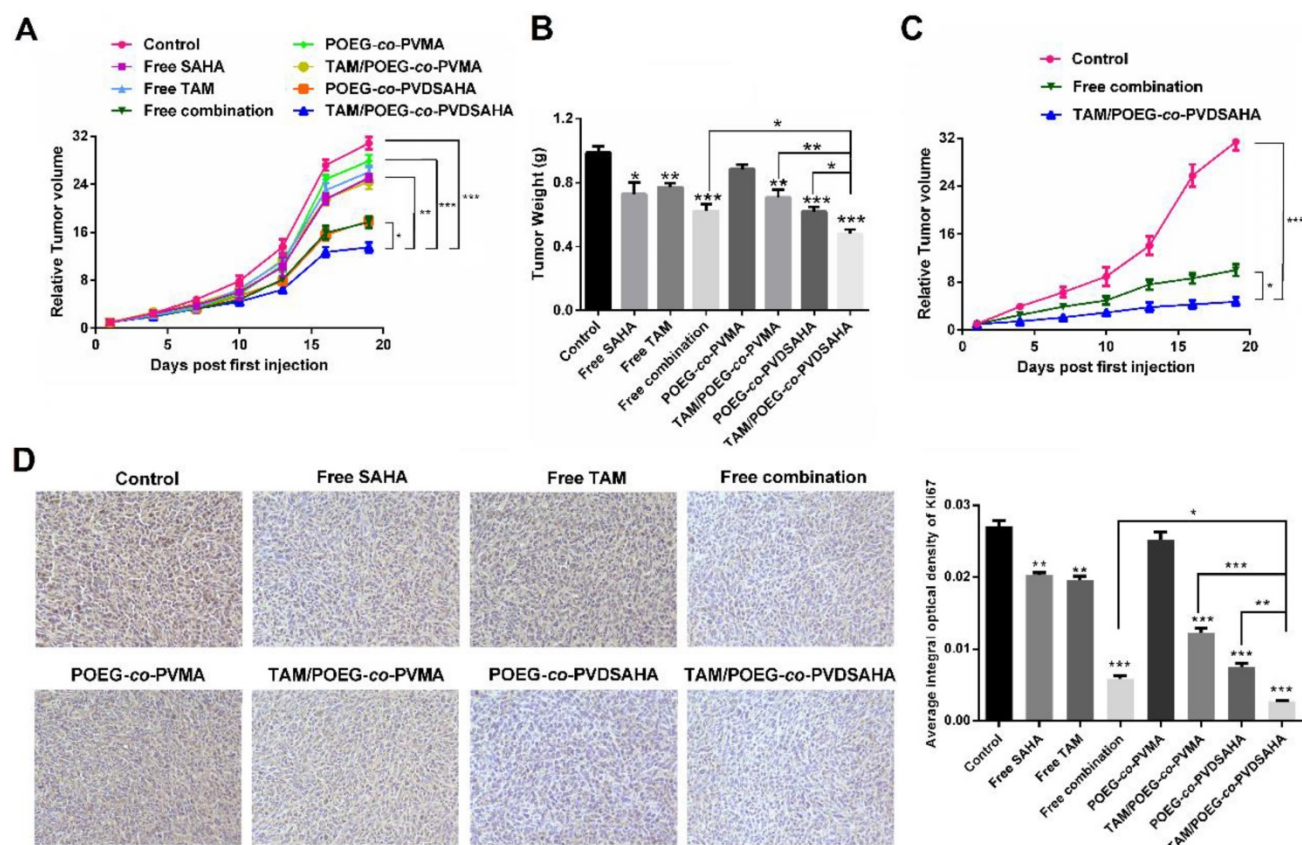 A
Control
Free SAHA
Free TAM
Free combination
POEG-co-PVMA
TAM/POEG-co-PVMA
POEG-co-PVDSAHA
TAM/POEG-co-PVDSAHA
Relative Tumor volume
32
24
16
8
0
0 5 10 15 20
Days post first injection
* ** *** ***
B
Tumor Weight (g)
1.2
0.8
0.4
0.0
*
**
*
* ** *** ** *** ***
Control
Free SAHA
Free TAM
Free combination
POEG-co-PVMA
TAM/POEG-co-PVMA
POEG-co-PVDSAHA
TAM/POEG-co-PVDSAHA
C
Control
Free combination
TAM/POEG-co-PVDSAHA
Relative Tumor volume
32
24
16
8
0
0 5 10 15 20
Days post first injection
* ***
D
Control
Free SAHA
Free TAM
Free combination
POEG-co-PVMA
TAM/POEG-co-PVMA
POEG-co-PVDSAHA
TAM/POEG-co-PVDSAHA
Average integral optical density of Ki67
0.03
0.02
0.01
0.00
*
***
**
** ** *** *** *** ***
Control
Free SAHA
Free TAM
Free combination
POEG-co-PVMA
TAM/POEG-co-PVMA
POEG-co-PVDSAHA
TAM/POEG-co-PVDSAHA